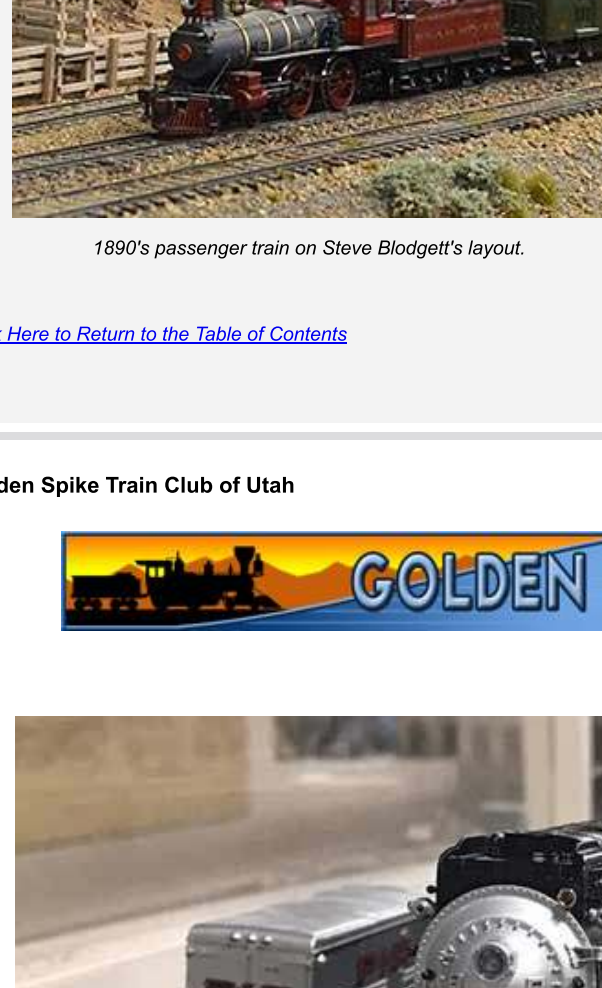 1890's passenger train on Steve Blodgett's layout.
Here to Return to the Table of Contents
den Spike Train Club of Utah
GOLDEN